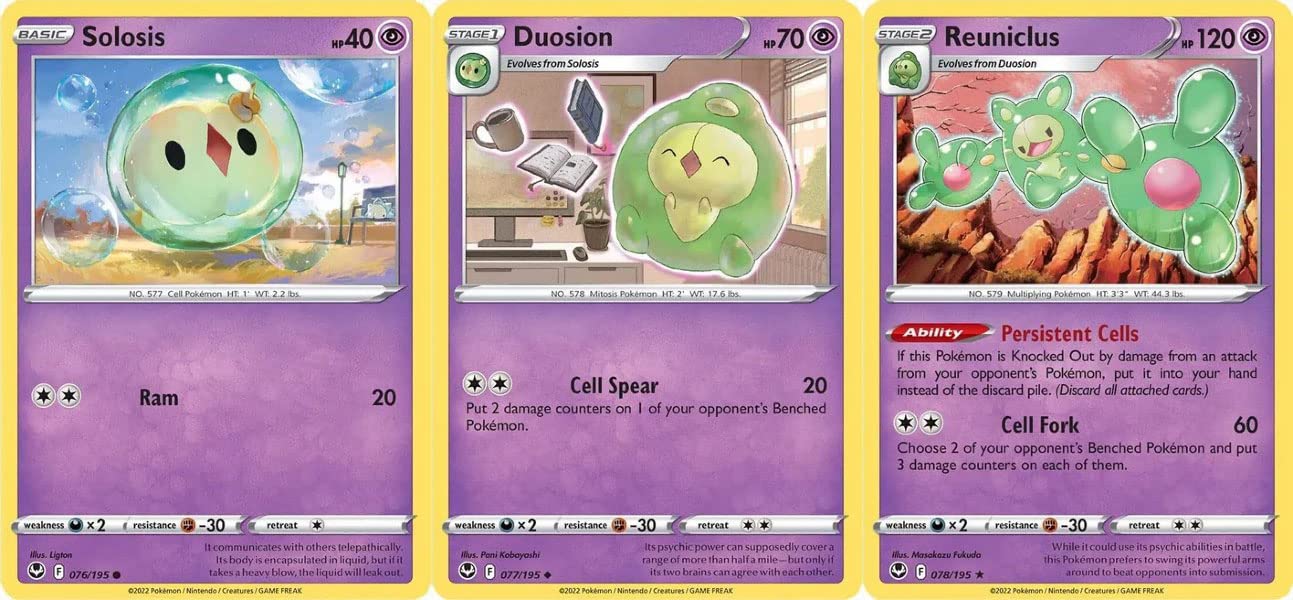 BASIC Solosis HP 40
NO. 577 Cell Pokémon HT: 1' WT: 2.2 lbs.
Ram 20
weakness ×2 resistance -30 retreat
Illus. Ligton
It communicates with others telepathically.
Its body is encapsulated in liquid, but if it
takes a heavy blow, the liquid will leak out.
F 076/195 ●
©2022 Pokémon / Nintendo / Creatures / GAME FREAK
STAGE 1 Duosion HP 70
Evolves from Solosis
NO. 578 Mitosis Pokémon HT: 2' WT: 17.6 lbs.
Cell Spear 20
Put 2 damage counters on 1 of your opponent's Benched
Pokémon.
weakness ×2 resistance -30 retreat
Illus. Pani Kobayashi
Its psychic power can supposedly cover a
range of more than half a mile—but only if
its two brains can agree with each other.
F 077/195 ◆
©2022 Pokémon / Nintendo / Creatures / GAME FREAK
STAGE 2 Reuniclus HP 120
Evolves from Duosion
NO. 579 Multiplying Pokémon HT: 3'3" WT: 44.3 lbs.
Ability Persistent Cells
If this Pokémon is Knocked Out by damage from an attack
from your opponent's Pokémon, put it into your hand
instead of the discard pile. (Discard all attached cards.)
Cell Fork 60
Choose 2 of your opponent's Benched Pokémon and put
3 damage counters on each of them.
weakness ×2 resistance -30 retreat
Illus. Masakazu Fukuda
While it could use its psychic abilities in battle,
this Pokémon prefers to swing its powerful arms
around to beat opponents into submission.
F 078/195 ★
©2022 Pokémon / Nintendo / Creatures / GAME FREAK